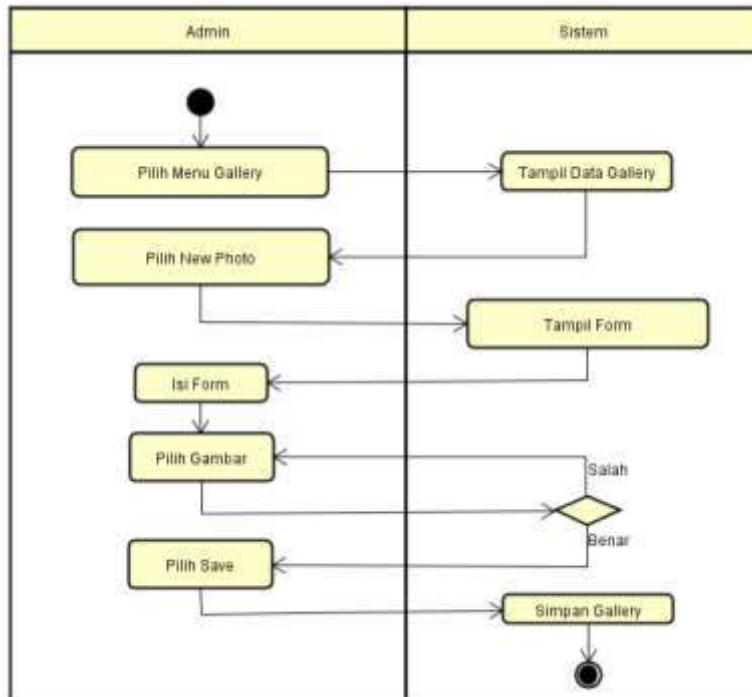 Admin
Sistem
Pilih Menu Gallery
Tampil Data Gallery
Pilih New Photo
Tampil Form
Isi Form
Pilih Gambar
Salah
Benar
Pilih Save
Simpan Gallery